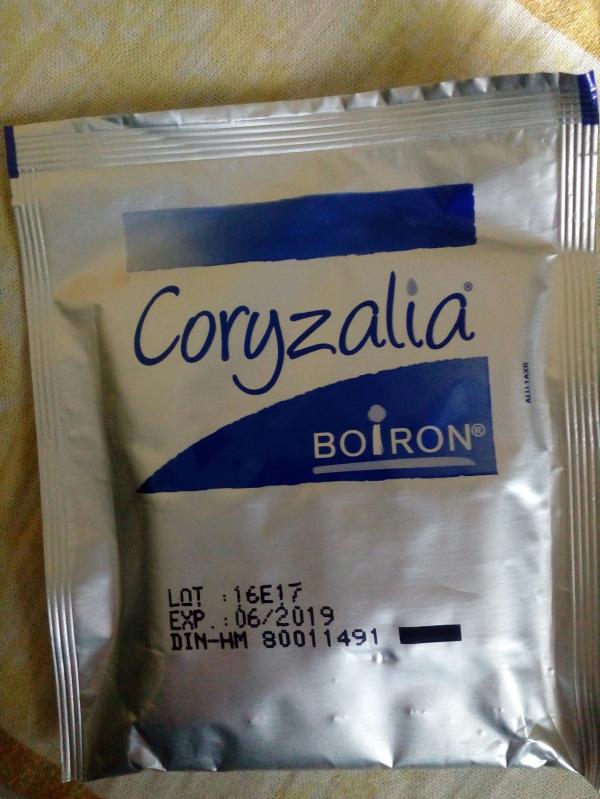 Coryzalia®
BOIRON®
LOT :16E17
EXP.:06/2019
DIN-HM 80011491